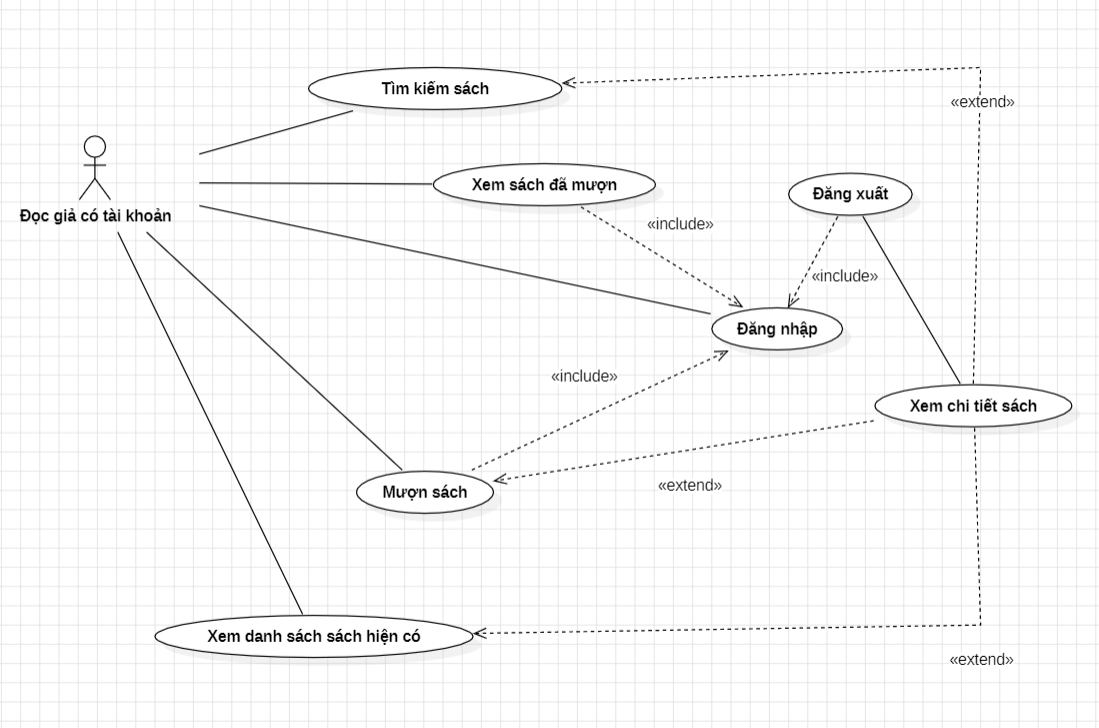 Tìm kiếm sách
«extend»
Xem sách đã mượn
Đăng xuất
Đọc giả có tài khoản
«include»
«include»
Đăng nhập
«include»
Xem chi tiết sách
Mượn sách
«extend»
Xem danh sách sách hiện có
«extend»